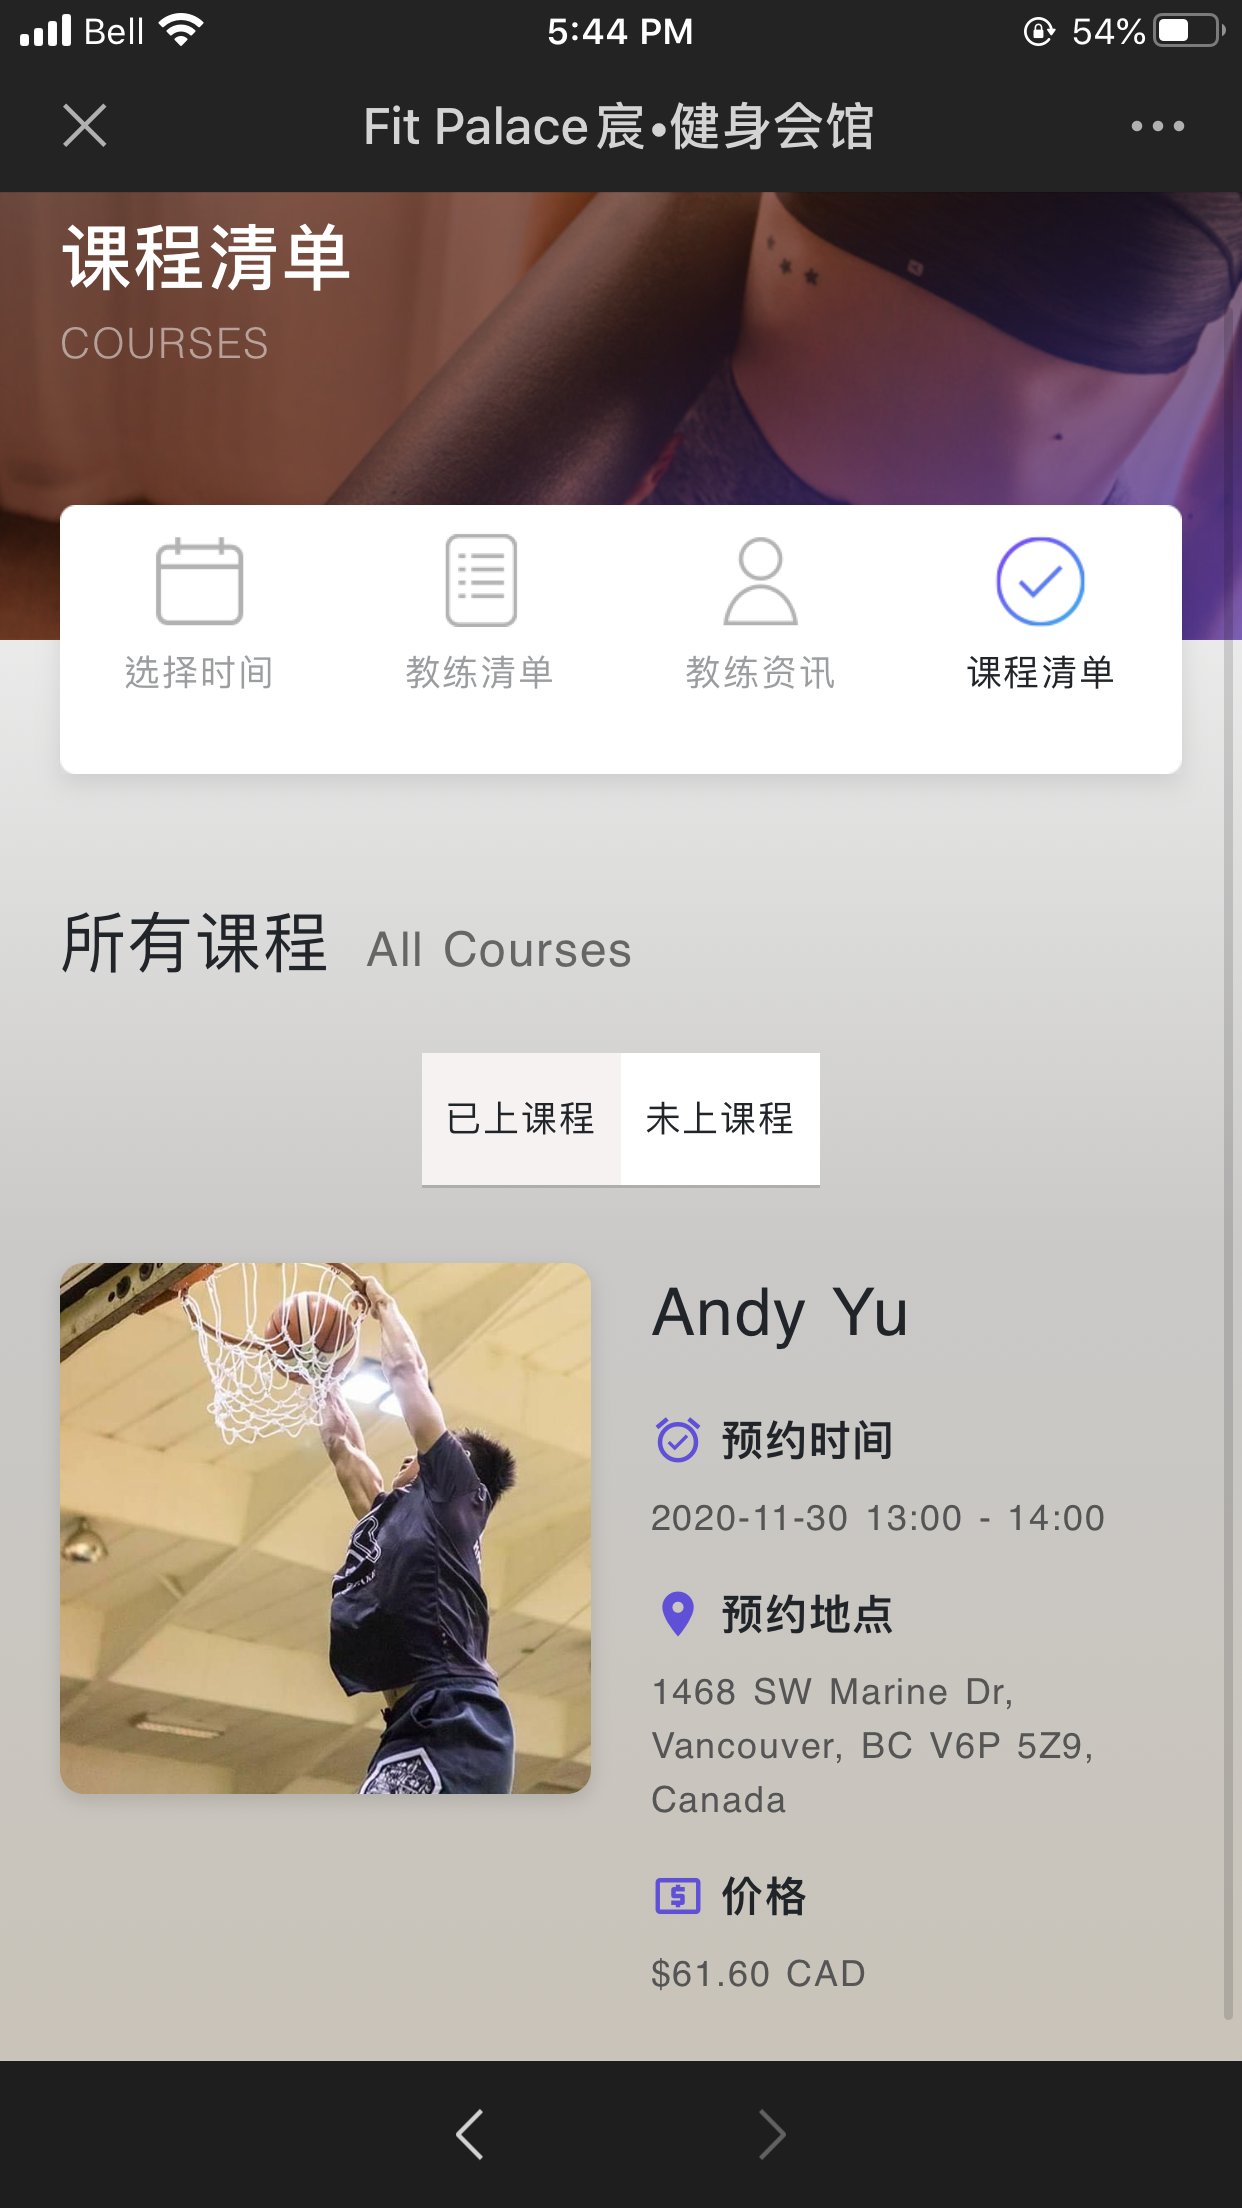 Bell
5:44 PM
54%
Fit Palace宸•健身会馆
课程清单
COURSES
选择时间
教练清单
教练资讯
课程清单
所有课程 All Courses
已上课程
未上课程
Andy Yu
预约时间
2020-11-30 13:00 - 14:00
预约地点
1468 SW Marine Dr,
Vancouver, BC V6P 5Z9,
Canada
价格
$61.60 CAD